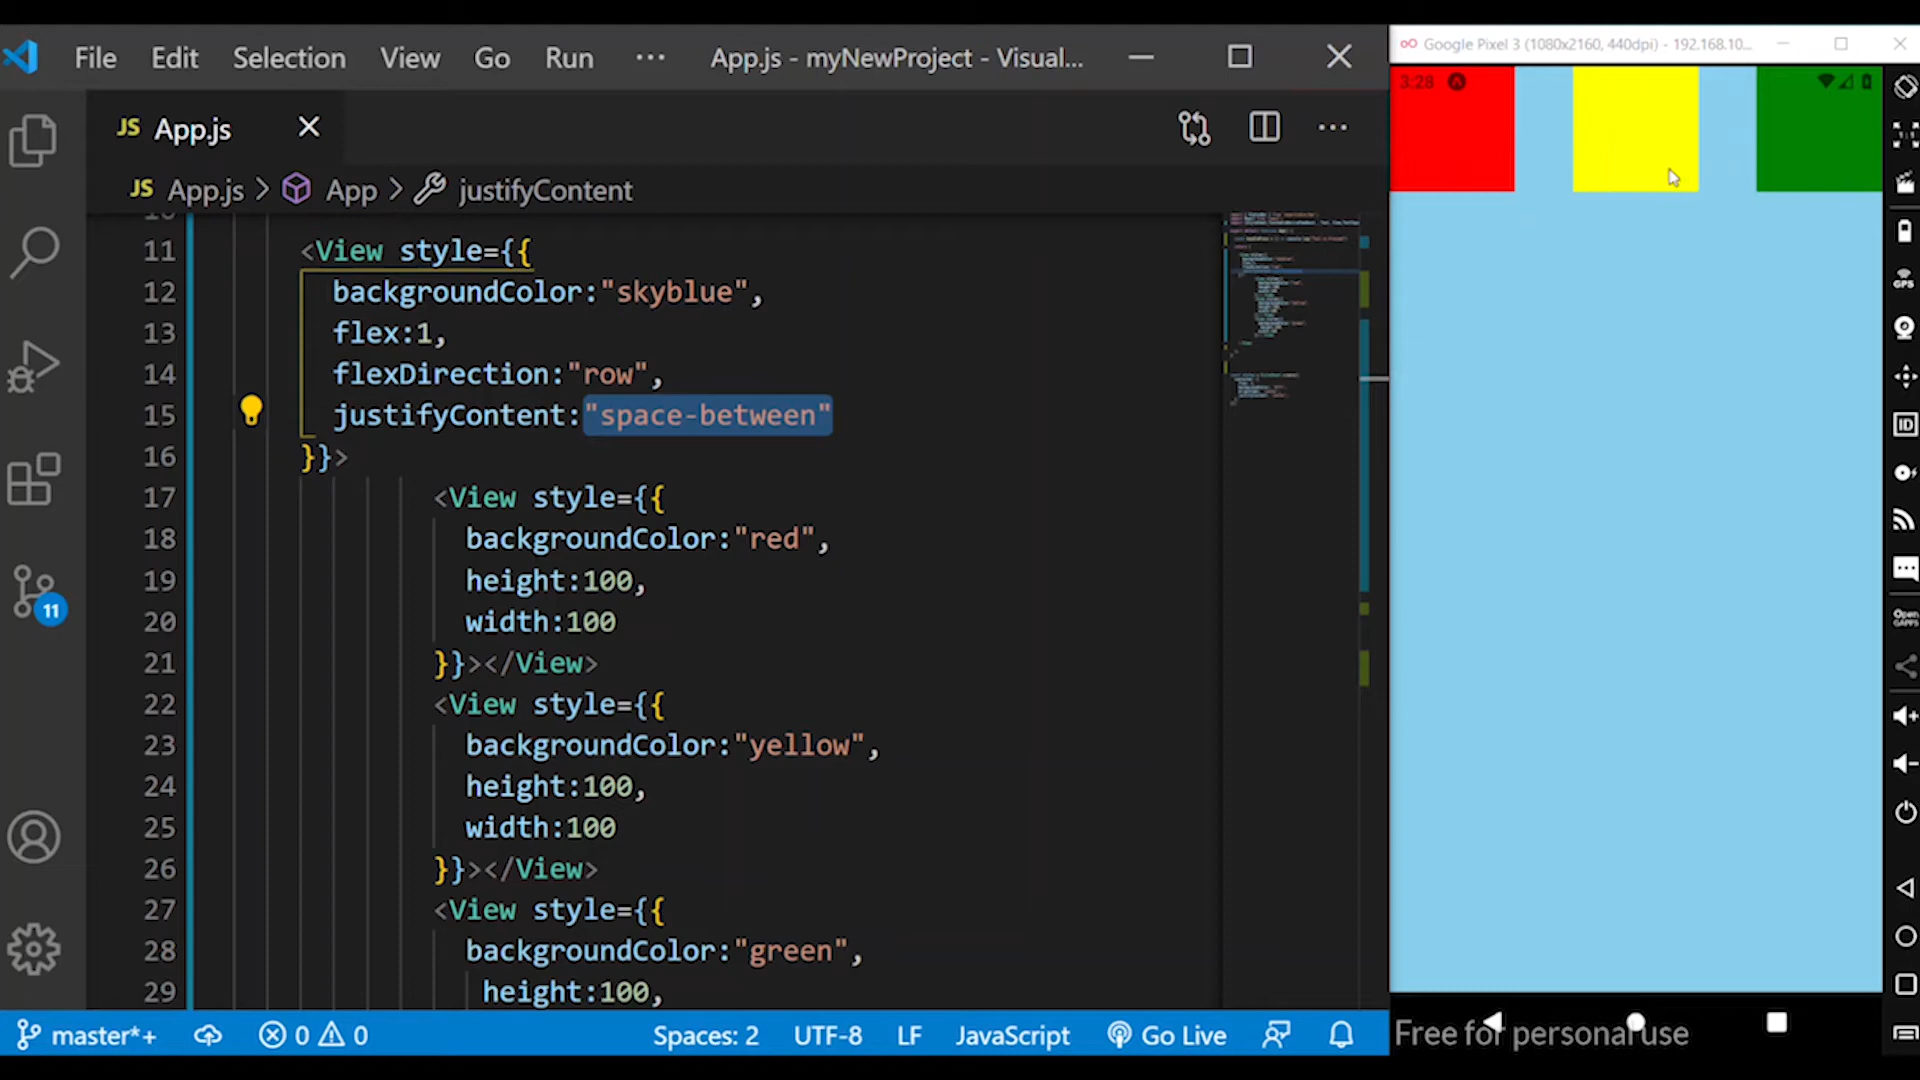 File Edit Selection View Go Run ··· App.js - myNewProject - Visual...
Google Pixel 3 (1080x2160, 440dpi) - 192.168.10...
JS App.js
3:28
JS App.js > App > justifyContent
11 <View style={{
12 backgroundColor:"skyblue",
13 flex:1,
14 flexDirection:"row",
15 justifyContent:"space-between"
16 }}>
17 <View style={{
18 backgroundColor:"red",
19 height:100,
20 width:100
21 }}></View>
22 <View style={{
23 backgroundColor:"yellow",
24 height:100,
25 width:100
26 }}></View>
27 <View style={{
28 backgroundColor:"green",
29 height:100,
11
GPS
ID
Open
GAPPS
master*+ 0 0 Spaces: 2 UTF-8 LF JavaScript Go Live
Free for personal use